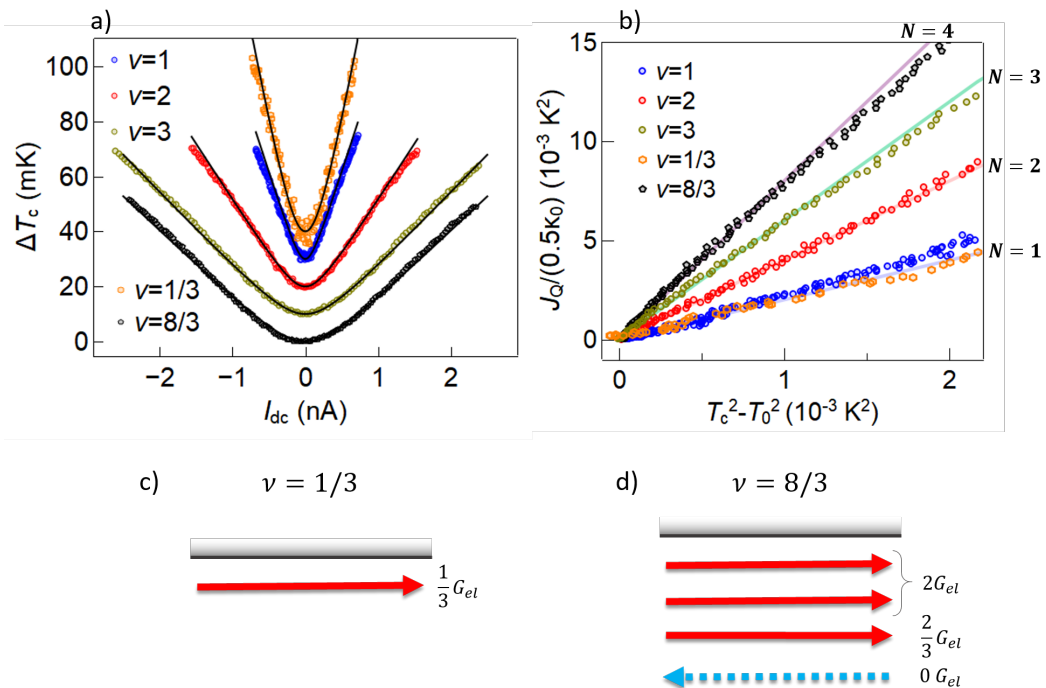 a)
ΔT_c (mK)
100
80
60
40
20
0
ν=1
ν=2
ν=3
ν=1/3
ν=8/3
−2
−1
0
1
2
I_dc (nA)
b)
J_Q/(0.5κ_0) (10^-3 K^2)
15
10
5
0
ν=1
ν=2
ν=3
ν=1/3
ν=8/3
N = 4
N = 3
N = 2
N = 1
0
1
2
T_c^2-T_0^2 (10^-3 K^2)
c)
ν = 1/3
1/3 G_el
d)
ν = 8/3
2G_el
2/3 G_el
0 G_el